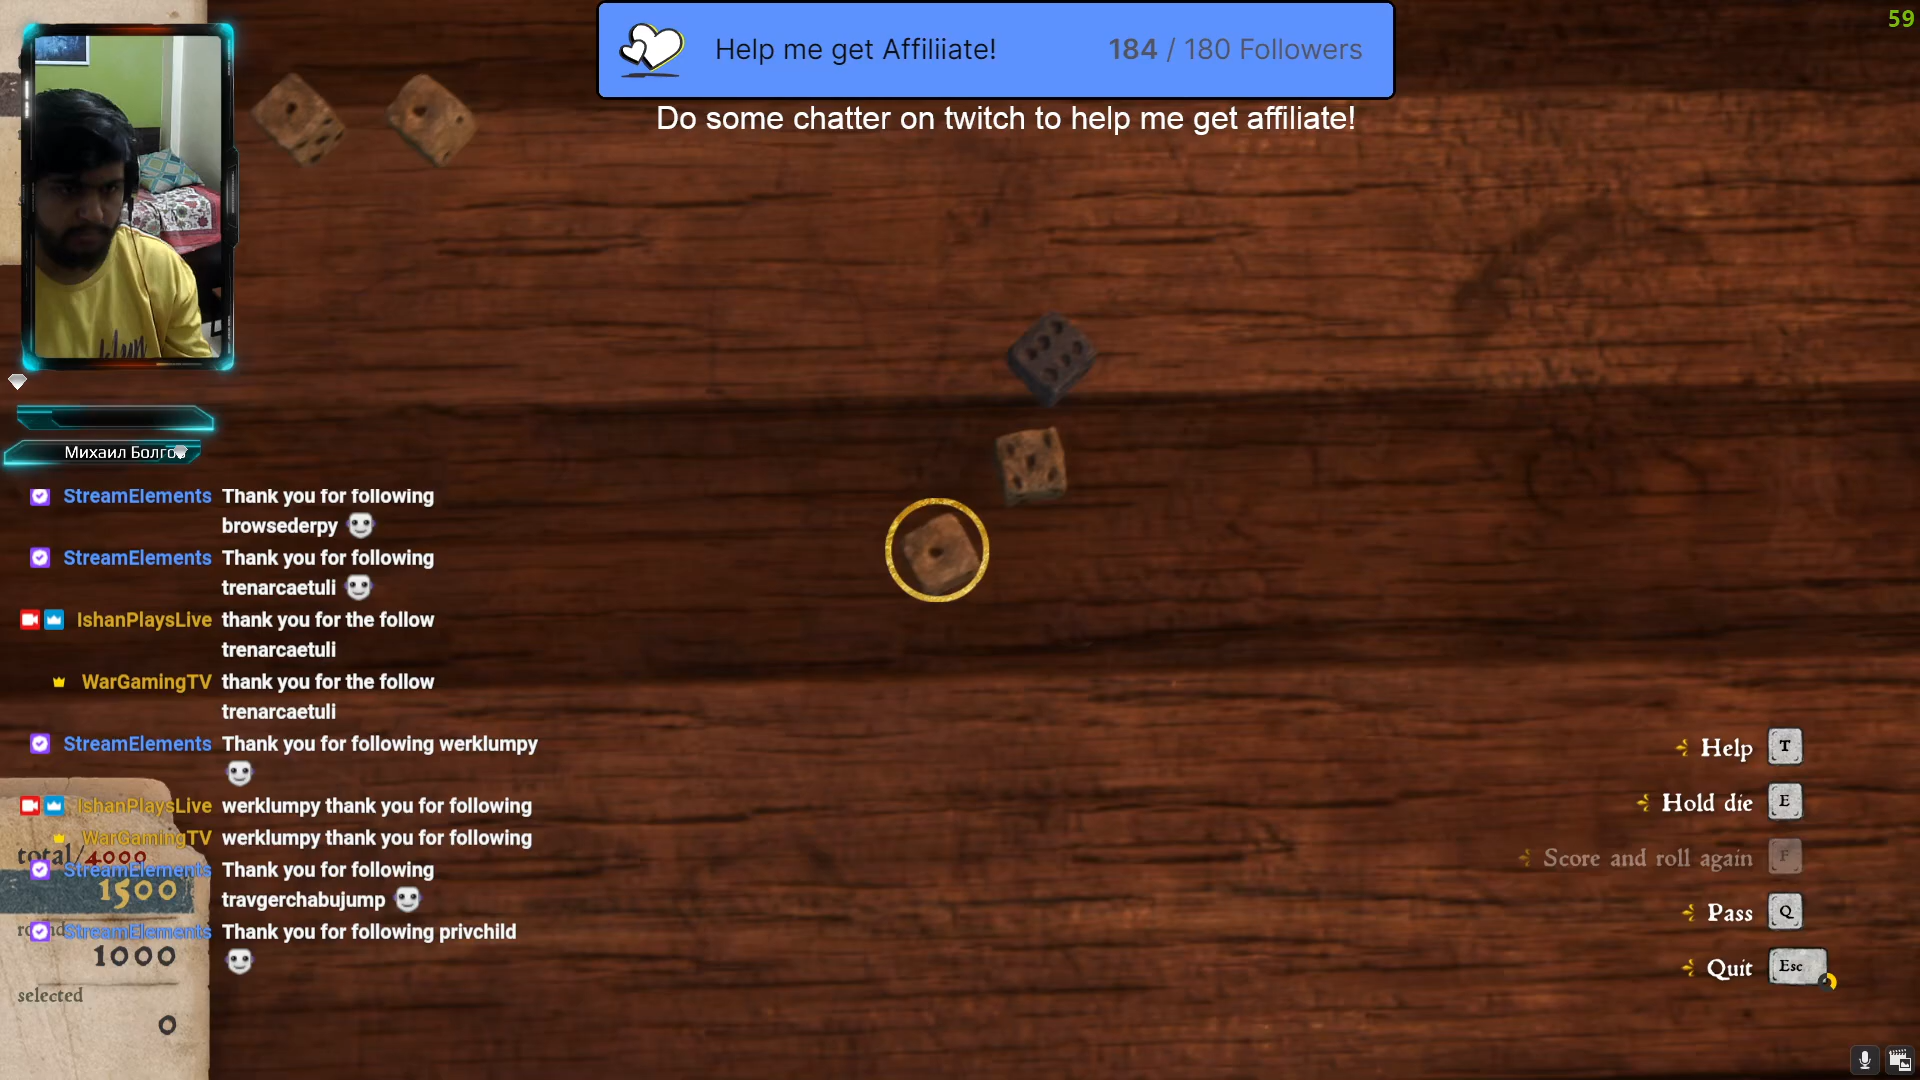 59
Help me get Affiliiate!
184 / 180 Followers
Do some chatter on twitch to help me get affiliate!
Михаил Болгов
StreamElements Thank you for following
browsederpy
StreamElements Thank you for following
trenarcaetuli
IshanPlaysLive thank you for the follow
trenarcaetuli
WarGamingTV thank you for the follow
trenarcaetuli
StreamElements Thank you for following werklumpy
IshanPlaysLive werklumpy thank you for following
WarGamingTV werklumpy thank you for following
total/4000
StreamElements Thank you for following
1500
travgerchabujump
StreamElements Thank you for following privchild
1000
selected
0
Help T
Hold die E
Score and roll again F
Pass Q
Quit Esc